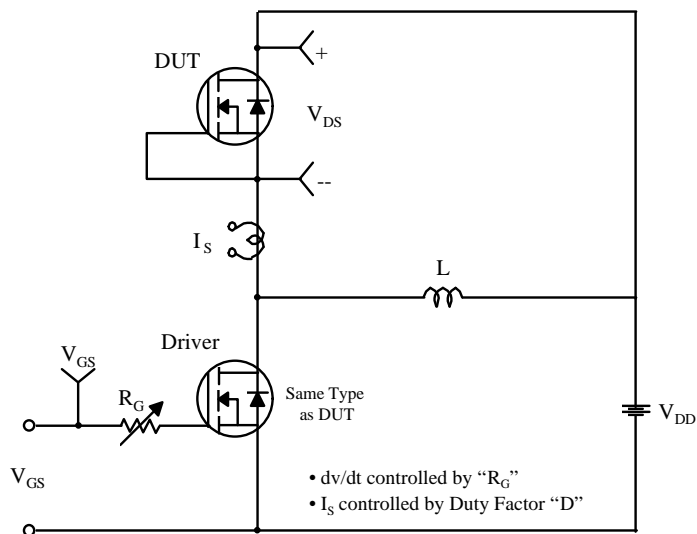 +
DUT
V_DS
--
I_S
L
Driver
V_GS
R_G
Same Type
as DUT
V_DD
V_GS
• dv/dt controlled by “R_G”
• I_S controlled by Duty Factor “D”